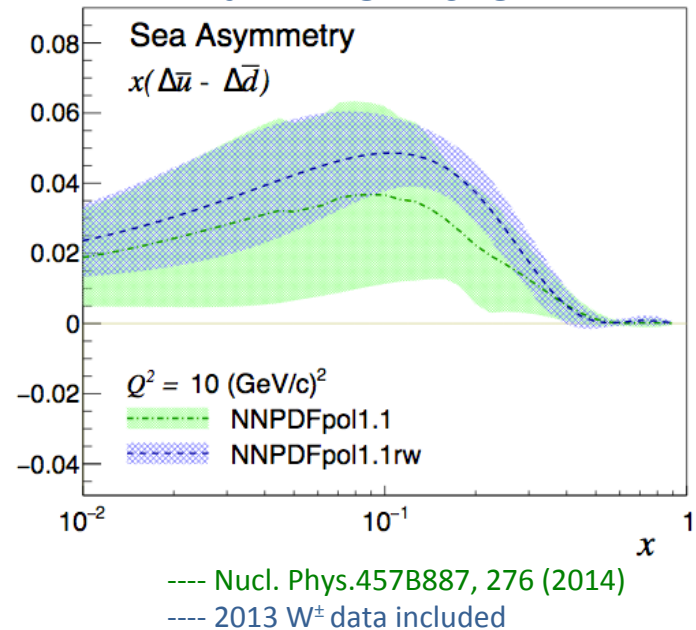 Sea Asymmetry
x(Δu̅ - Δd̅)
0.08
0.06
0.04
0.02
0
−0.02
−0.04
Q² = 10 (GeV/c)²
NNPDFpol1.1
NNPDFpol1.1rw
10⁻² 10⁻¹ 1
x
---- Nucl. Phys.457B887, 276 (2014)
---- 2013 W± data included